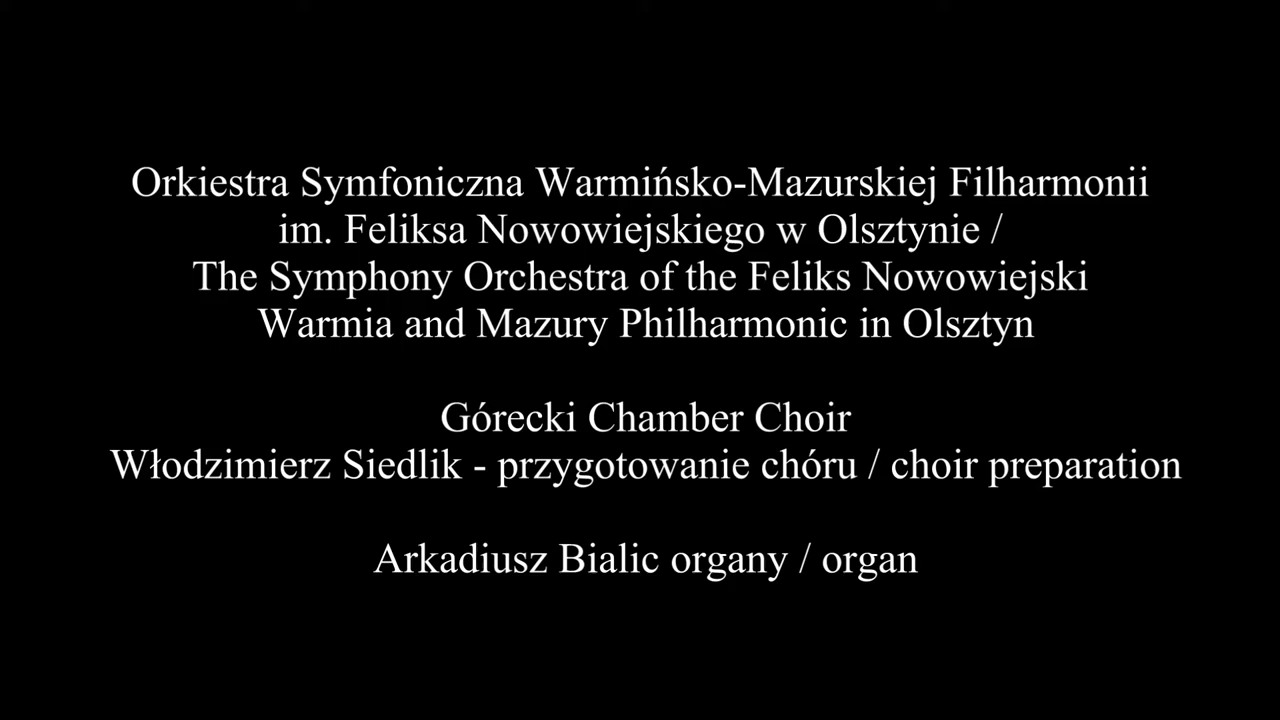 Orkiestra Symfoniczna Warmińsko-Mazurskiej Filharmonii
im. Feliksa Nowowiejskiego w Olsztynie /
The Symphony Orchestra of the Feliks Nowowiejski
Warmia and Mazury Philharmonic in Olsztyn
Górecki Chamber Choir
Włodzimierz Siedlik - przygotowanie chóru / choir preparation
Arkadiusz Bialic organy / organ